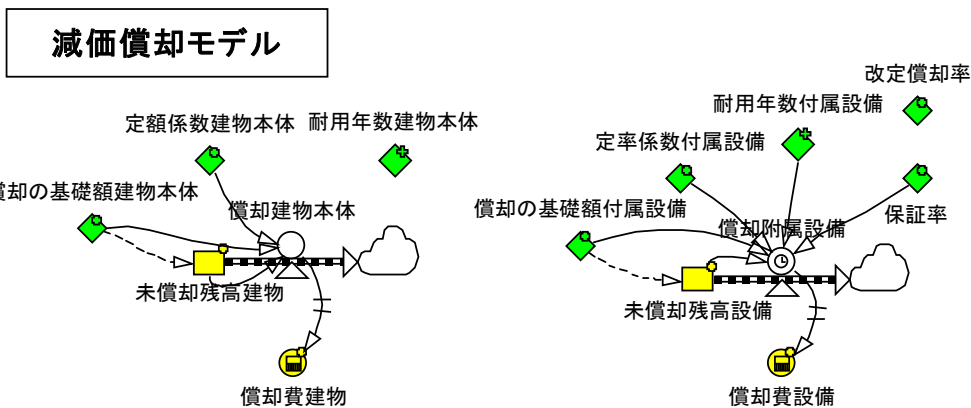 減価償却モデル
改定償却率
耐用年数付属設備
定額係数建物本体
耐用年数建物本体
定率係数付属設備
償却の基礎額建物本体
償却建物本体
償却の基礎額付属設備
償却附属設備
保証率
未償却残高建物
未償却残高設備
償却費建物
償却費設備